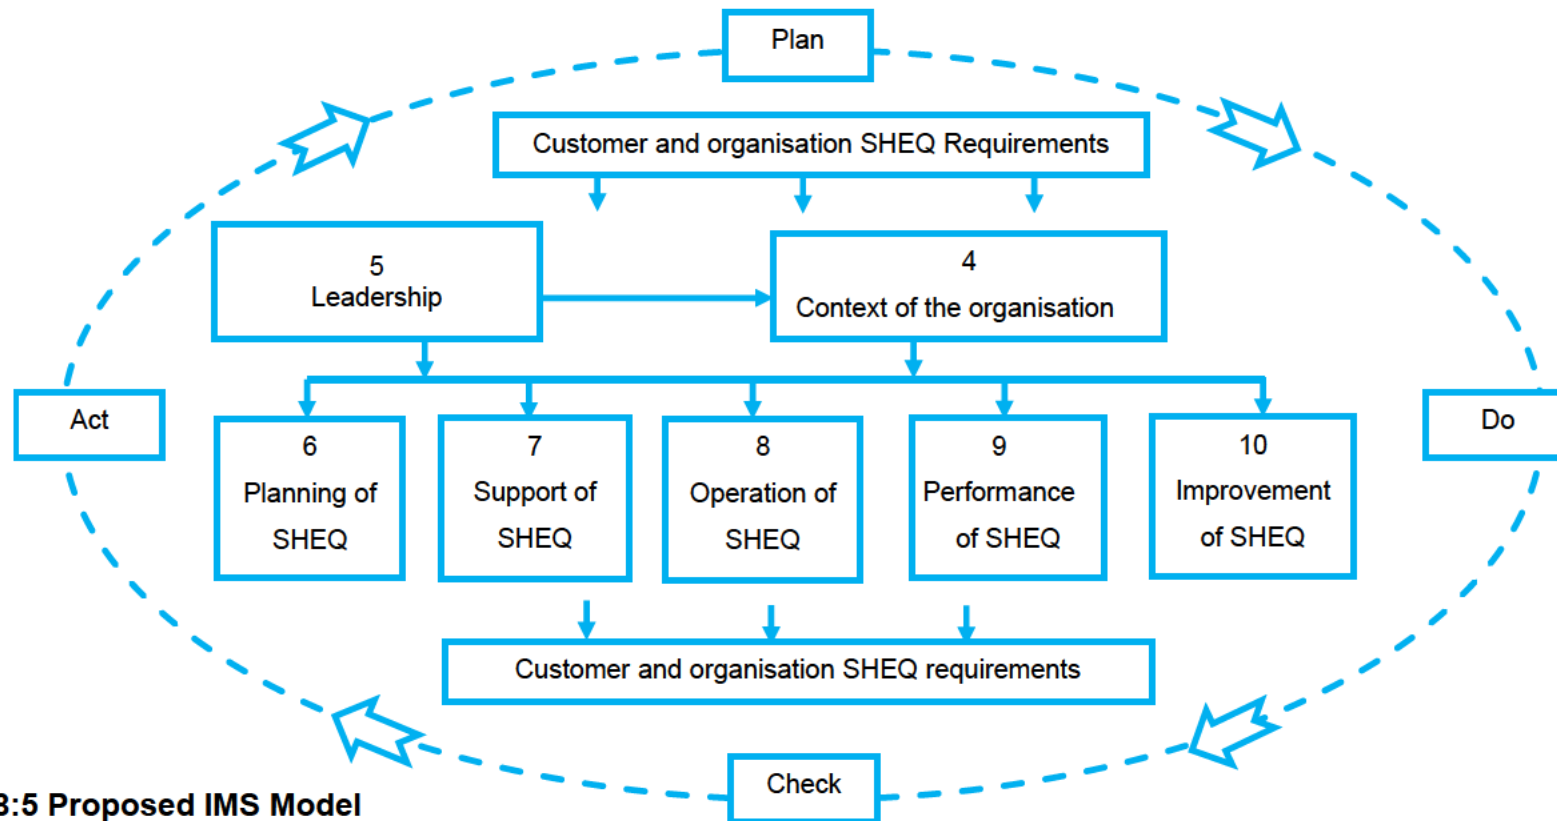 Plan
Customer and organisation SHEQ Requirements
5
Leadership
4
Context of the organisation
Act
Do
6
Planning of
SHEQ
7
Support of
SHEQ
8
Operation of
SHEQ
9
Performance
of SHEQ
10
Improvement
of SHEQ
Customer and organisation SHEQ requirements
Check
3:5 Proposed IMS Model